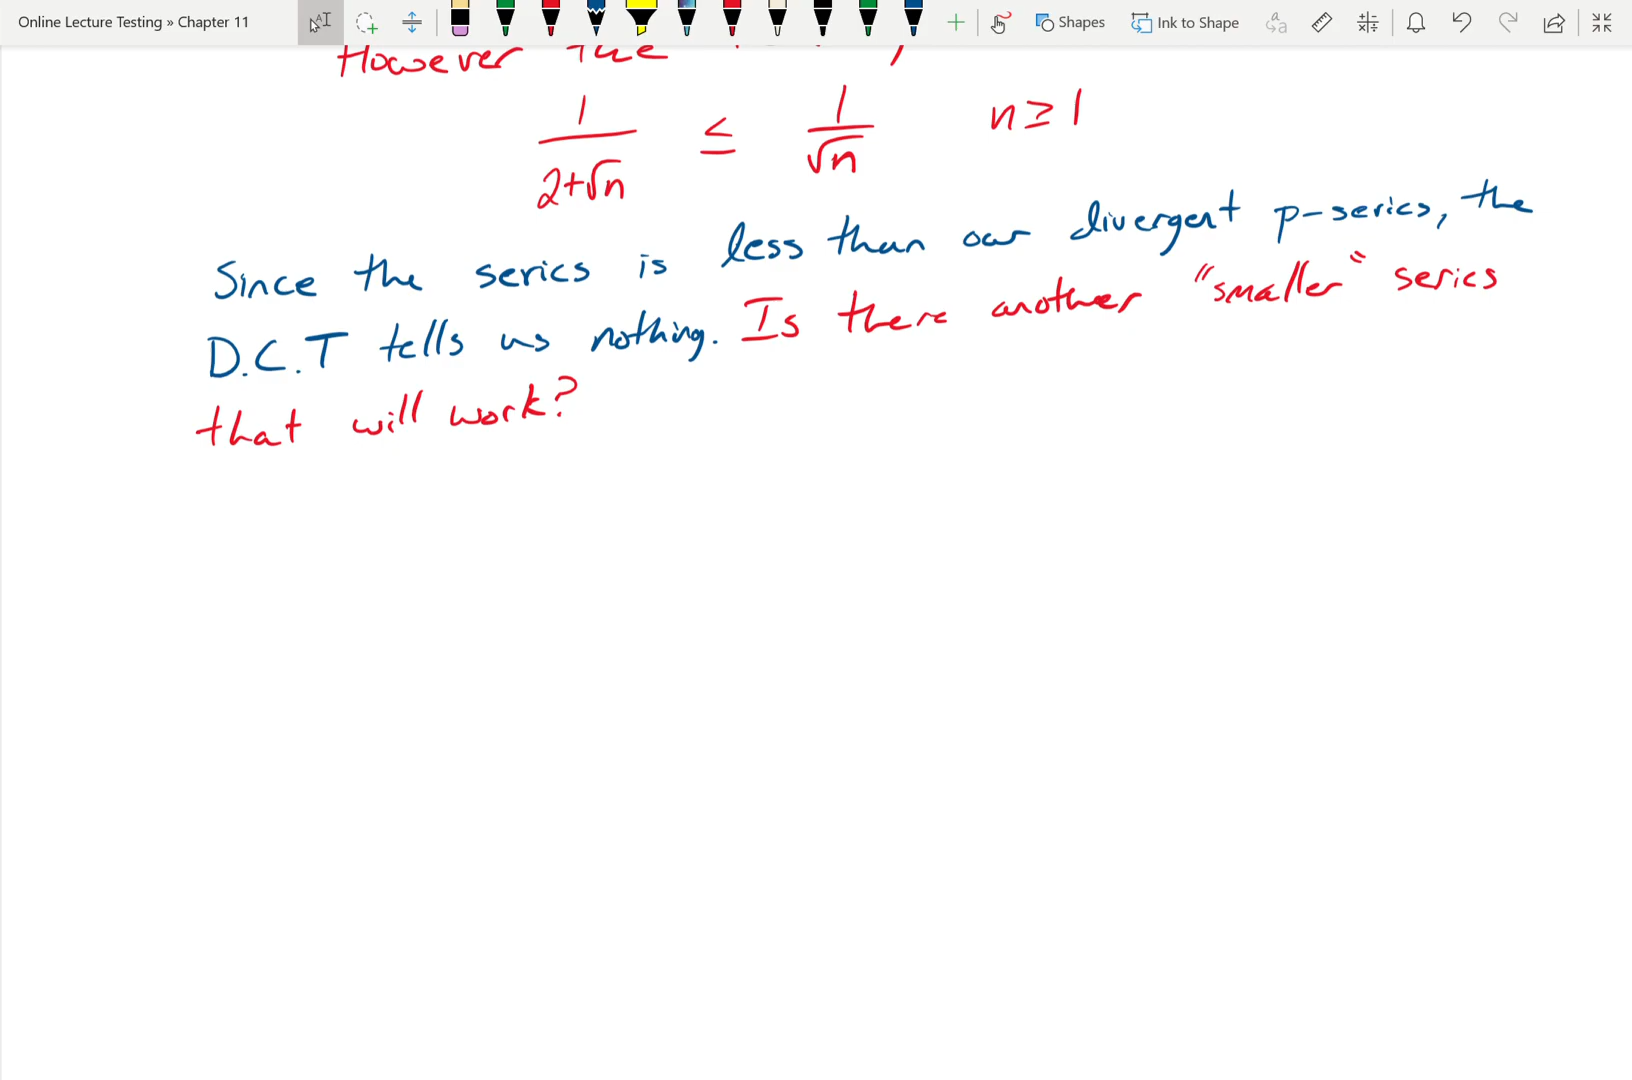 Online Lecture Testing » Chapter 11
Shapes
Ink to Shape
However the
1/(2+√n) ≤ 1/√n n ≥ 1
Since the series is less than our divergent p-series, the
D.C.T tells us nothing. Is there another "smaller" series
that will work?